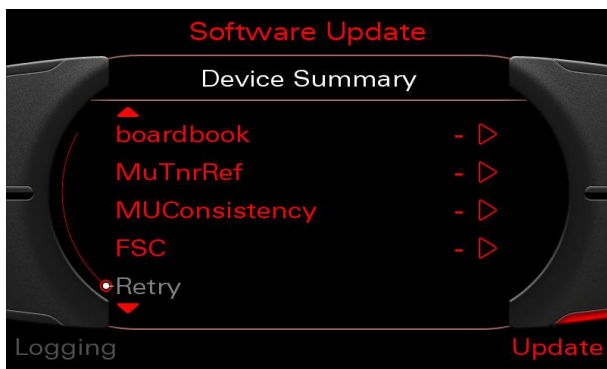 Software Update
Device Summary
boardbook -
MuTnrRef -
MUConsistency -
FSC -
Retry
Logging Update